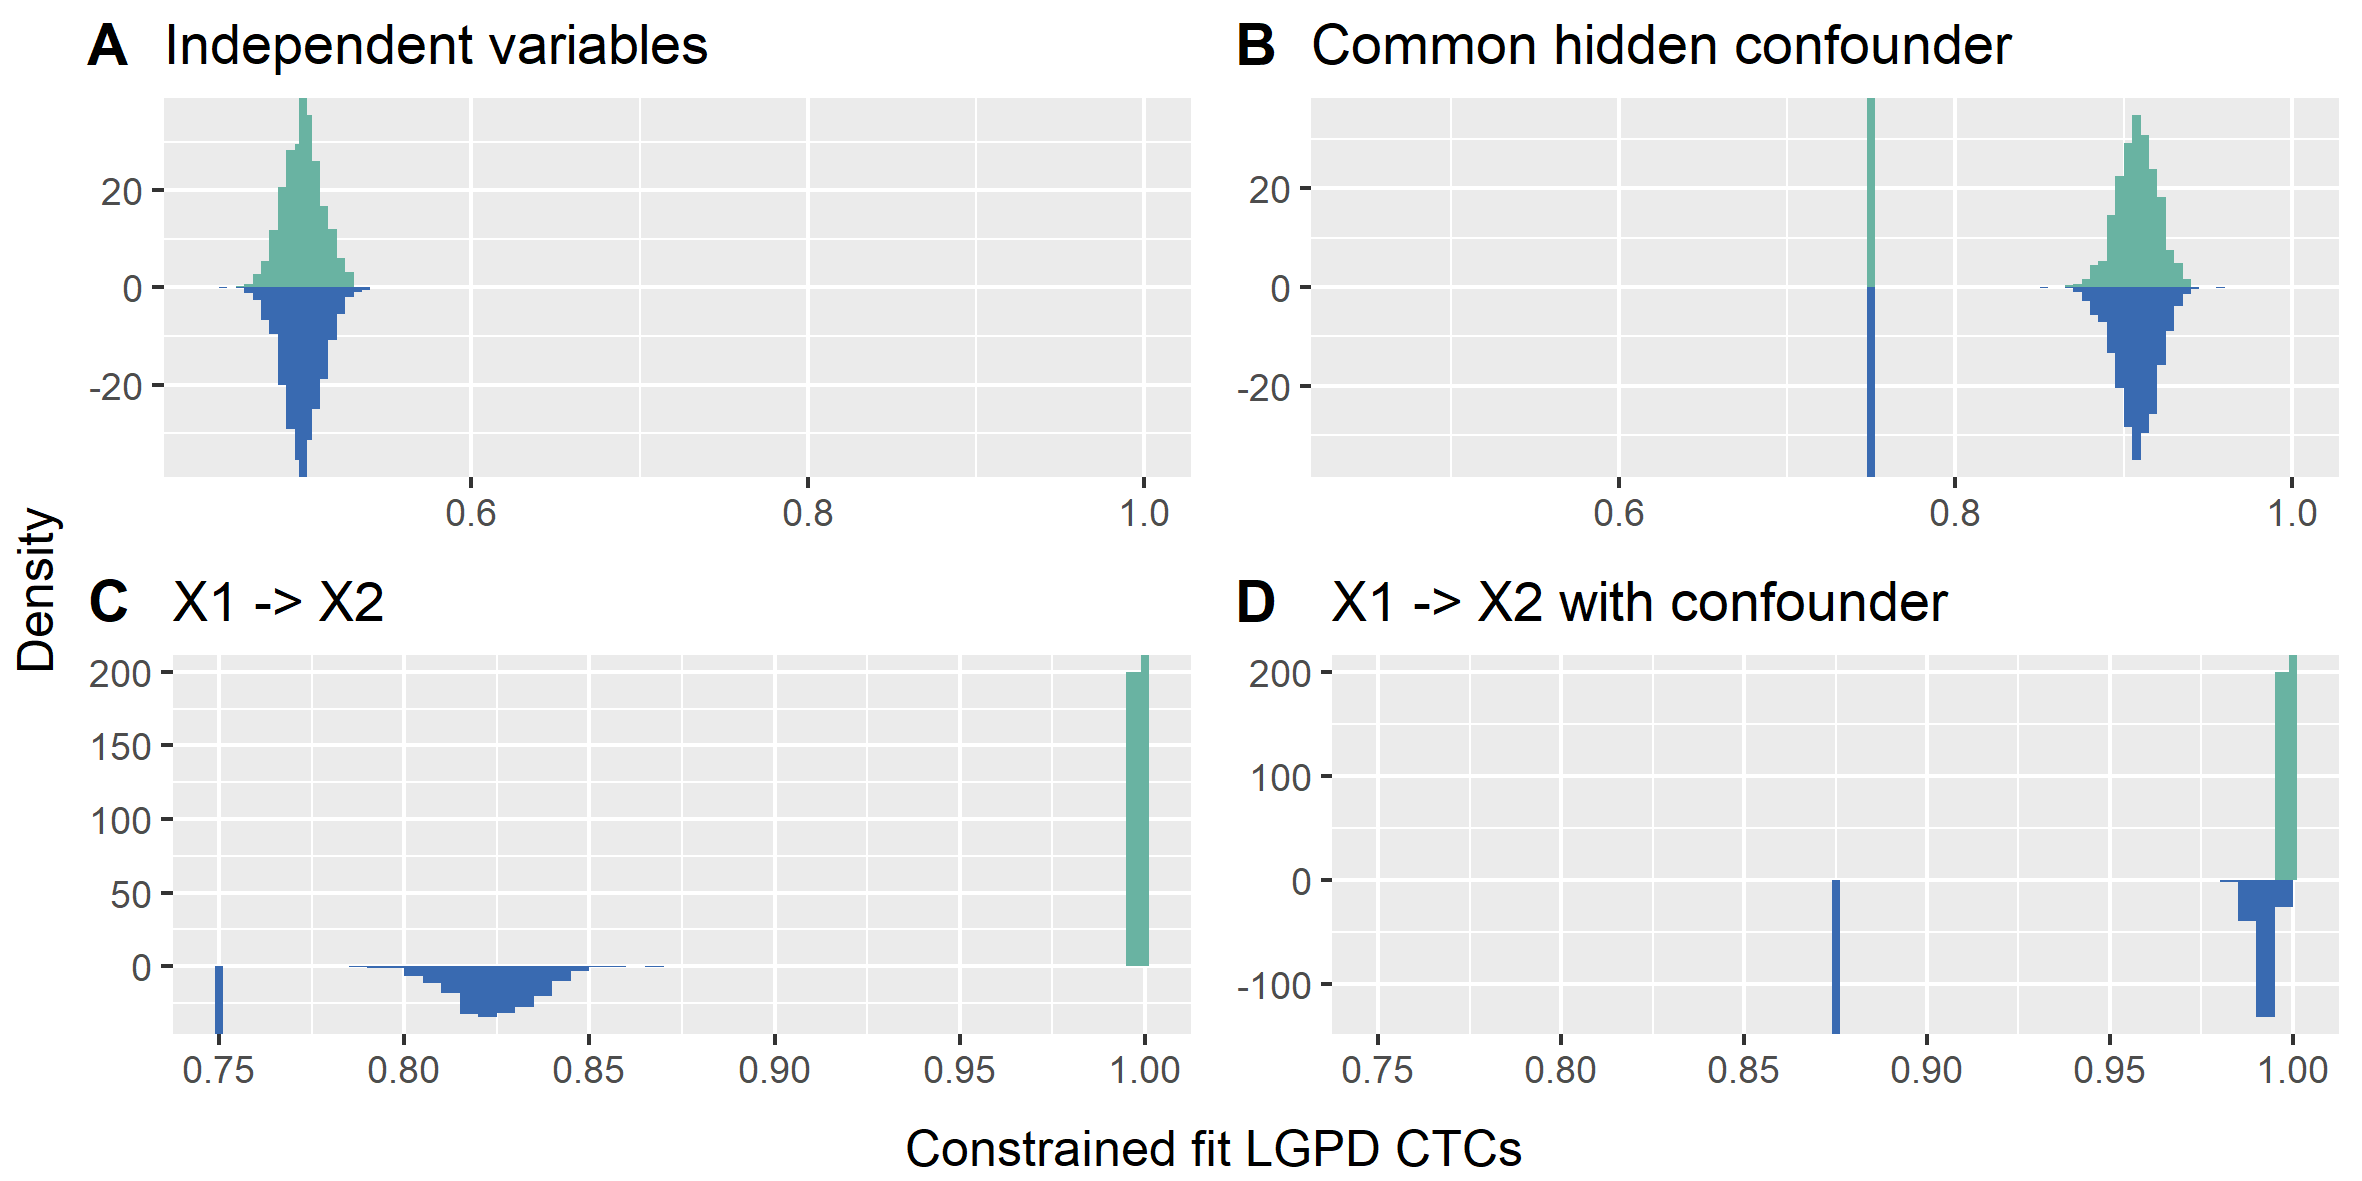 A Independent variables
20
0
-20
0.6 0.8 1.0
B Common hidden confounder
20
0
-20
0.6 0.8 1.0
Density
C X1 -> X2
200
150
100
50
0
0.75 0.80 0.85 0.90 0.95 1.00
D X1 -> X2 with confounder
200
100
0
-100
0.75 0.80 0.85 0.90 0.95 1.00
Constrained fit LGPD CTCs